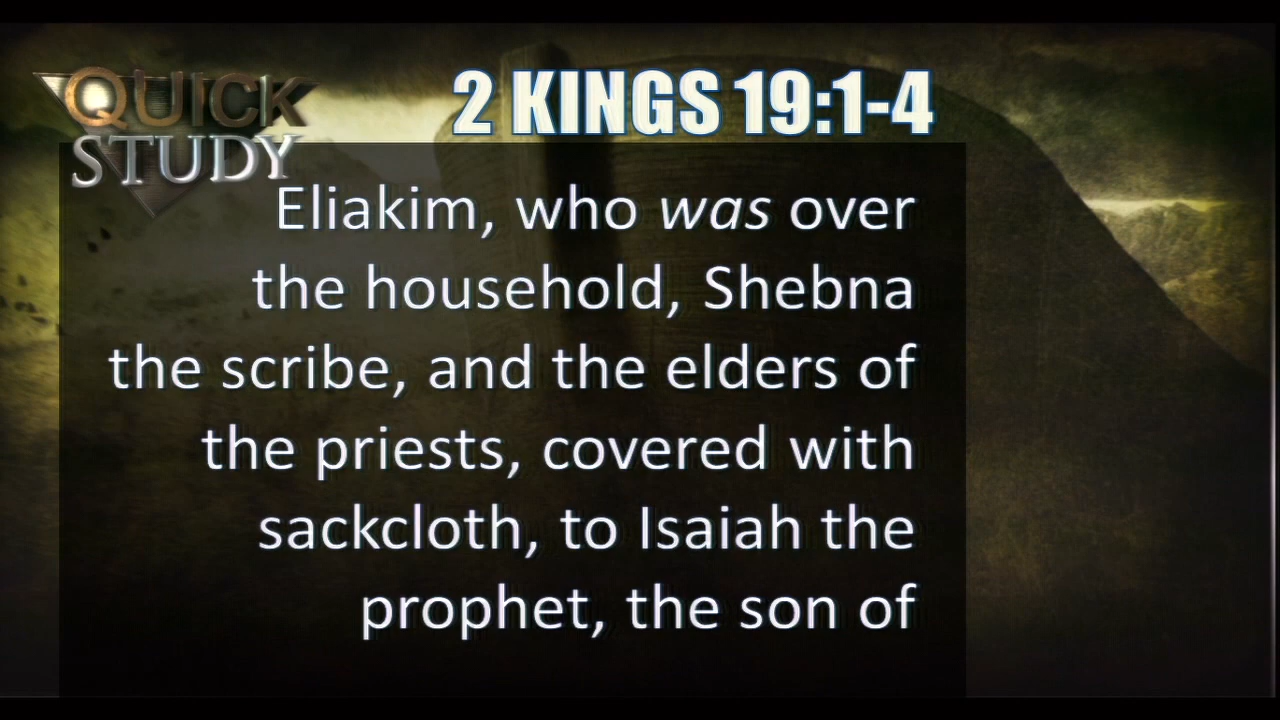 QUICK
STUDY
2 KINGS 19:1-4
Eliakim, who was over
the household, Shebna
the scribe, and the elders of
the priests, covered with
sackcloth, to Isaiah the
prophet, the son of